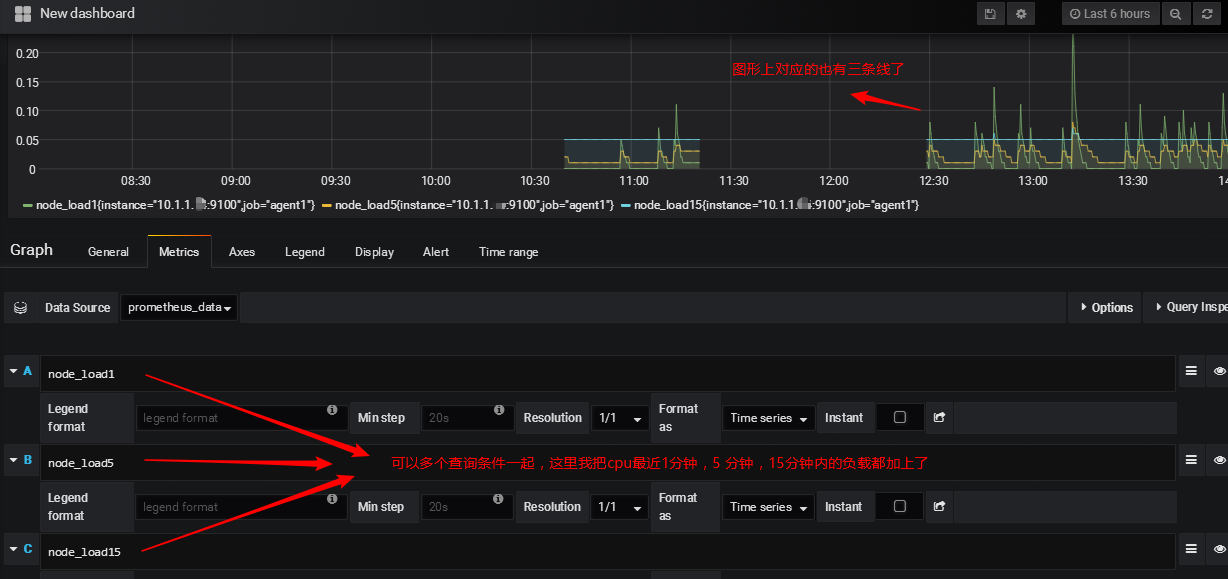 New dashboard
Last 6 hours
0.20
0.15
0.10
0.05
0
图形上对应的也有三条线了
08:30 09:00 09:30 10:00 10:30 11:00 11:30 12:00 12:30 13:00 13:30
node_load1{instance="10.1.1. :9100",job="agent1"} node_load5{instance="10.1.1. :9100",job="agent1"} node_load15{instance="10.1.1. :9100",job="agent1"}
Graph General Metrics Axes Legend Display Alert Time range
Data Source prometheus_data Options Query Inspe
A node_load1
Legend format legend format Min step 20s Resolution 1/1 Format as Time series Instant
B node_load5
可以多个查询条件一起，这里我把cpu最近1分钟，5 分钟，15分钟内的负载都加上了
Legend format legend format Min step 20s Resolution 1/1 Format as Time series Instant
C node_load15